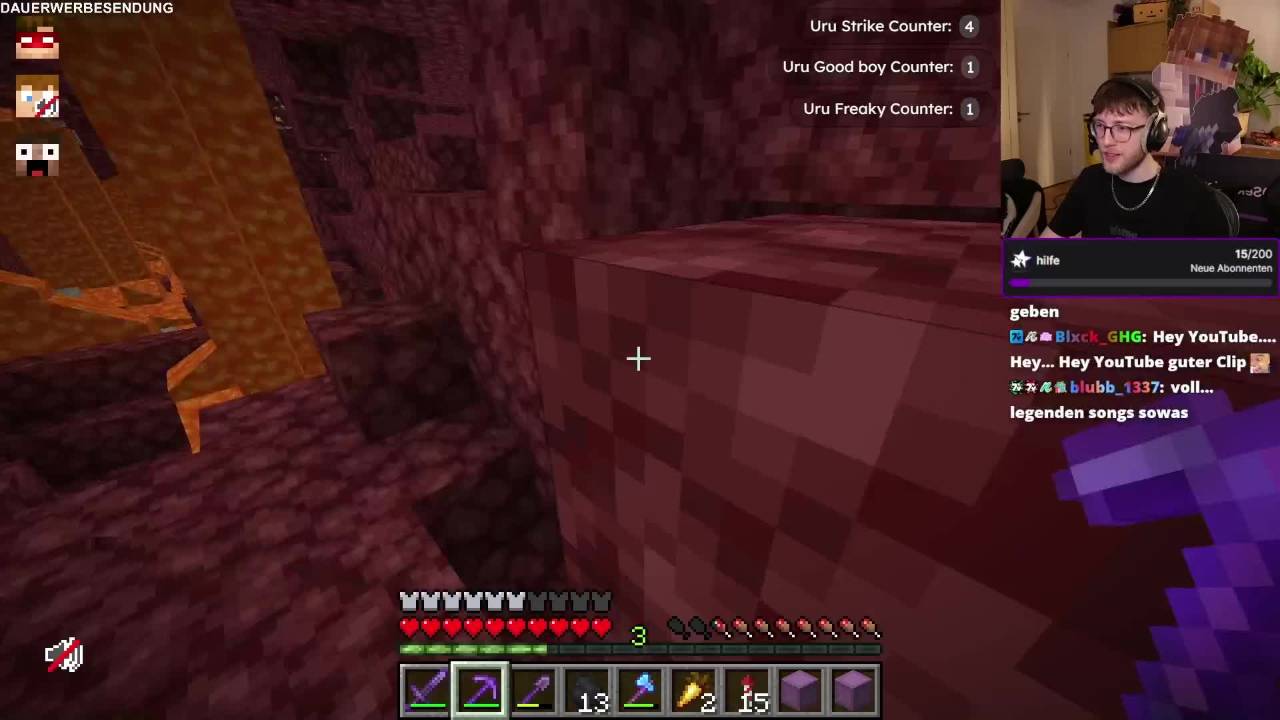 DAUERWERBESENDUNG
Uru Strike Counter: 4
Uru Good boy Counter: 1
Uru Freaky Counter: 1
hilfe
15/200
Neue Abonnenten
geben
Blxck_GHG: Hey YouTube....
Hey... Hey YouTube guter Clip
blubb_1337: voll...
legenden songs sowas
3
13
2
15